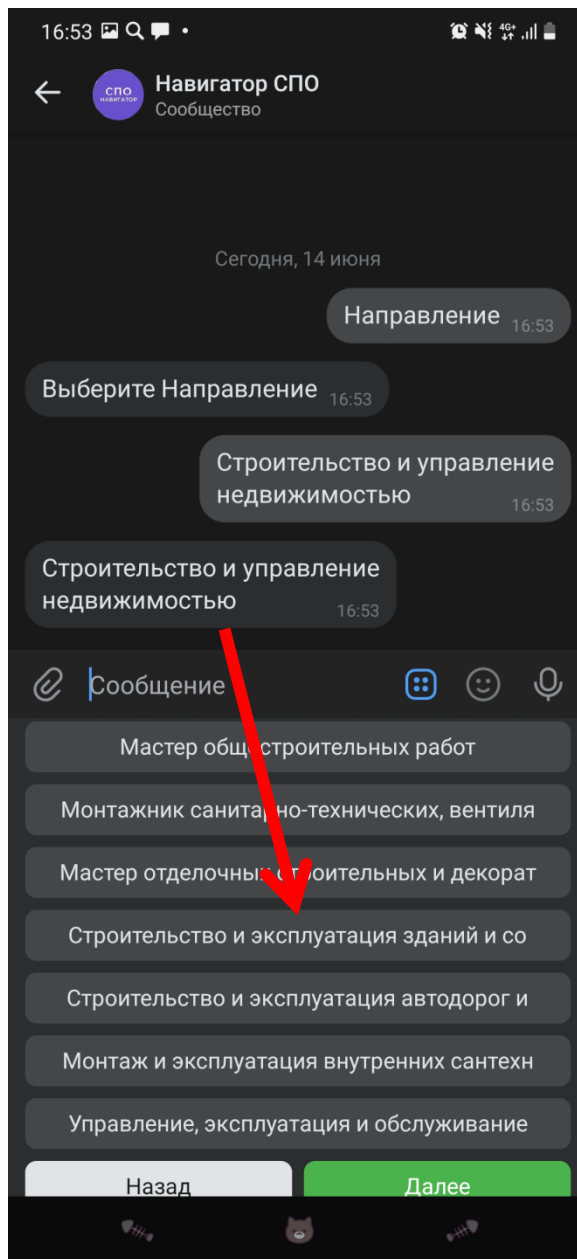 16:53
4G+
Навигатор СПО
СПО
НАВИГАТОР
Сообщество
Сегодня, 14 июня
Направление 16:53
Выберите Направление 16:53
Строительство и управление
недвижимостью 16:53
Строительство и управление
недвижимостью 16:53
Сообщение
Мастер общестроительных работ
Монтажник санитарно-технических, вентиля
Мастер отделочных строительных и декорат
Строительство и эксплуатация зданий и со
Строительство и эксплуатация автодорог и
Монтаж и эксплуатация внутренних сантехн
Управление, эксплуатация и обслуживание
Назад Далее